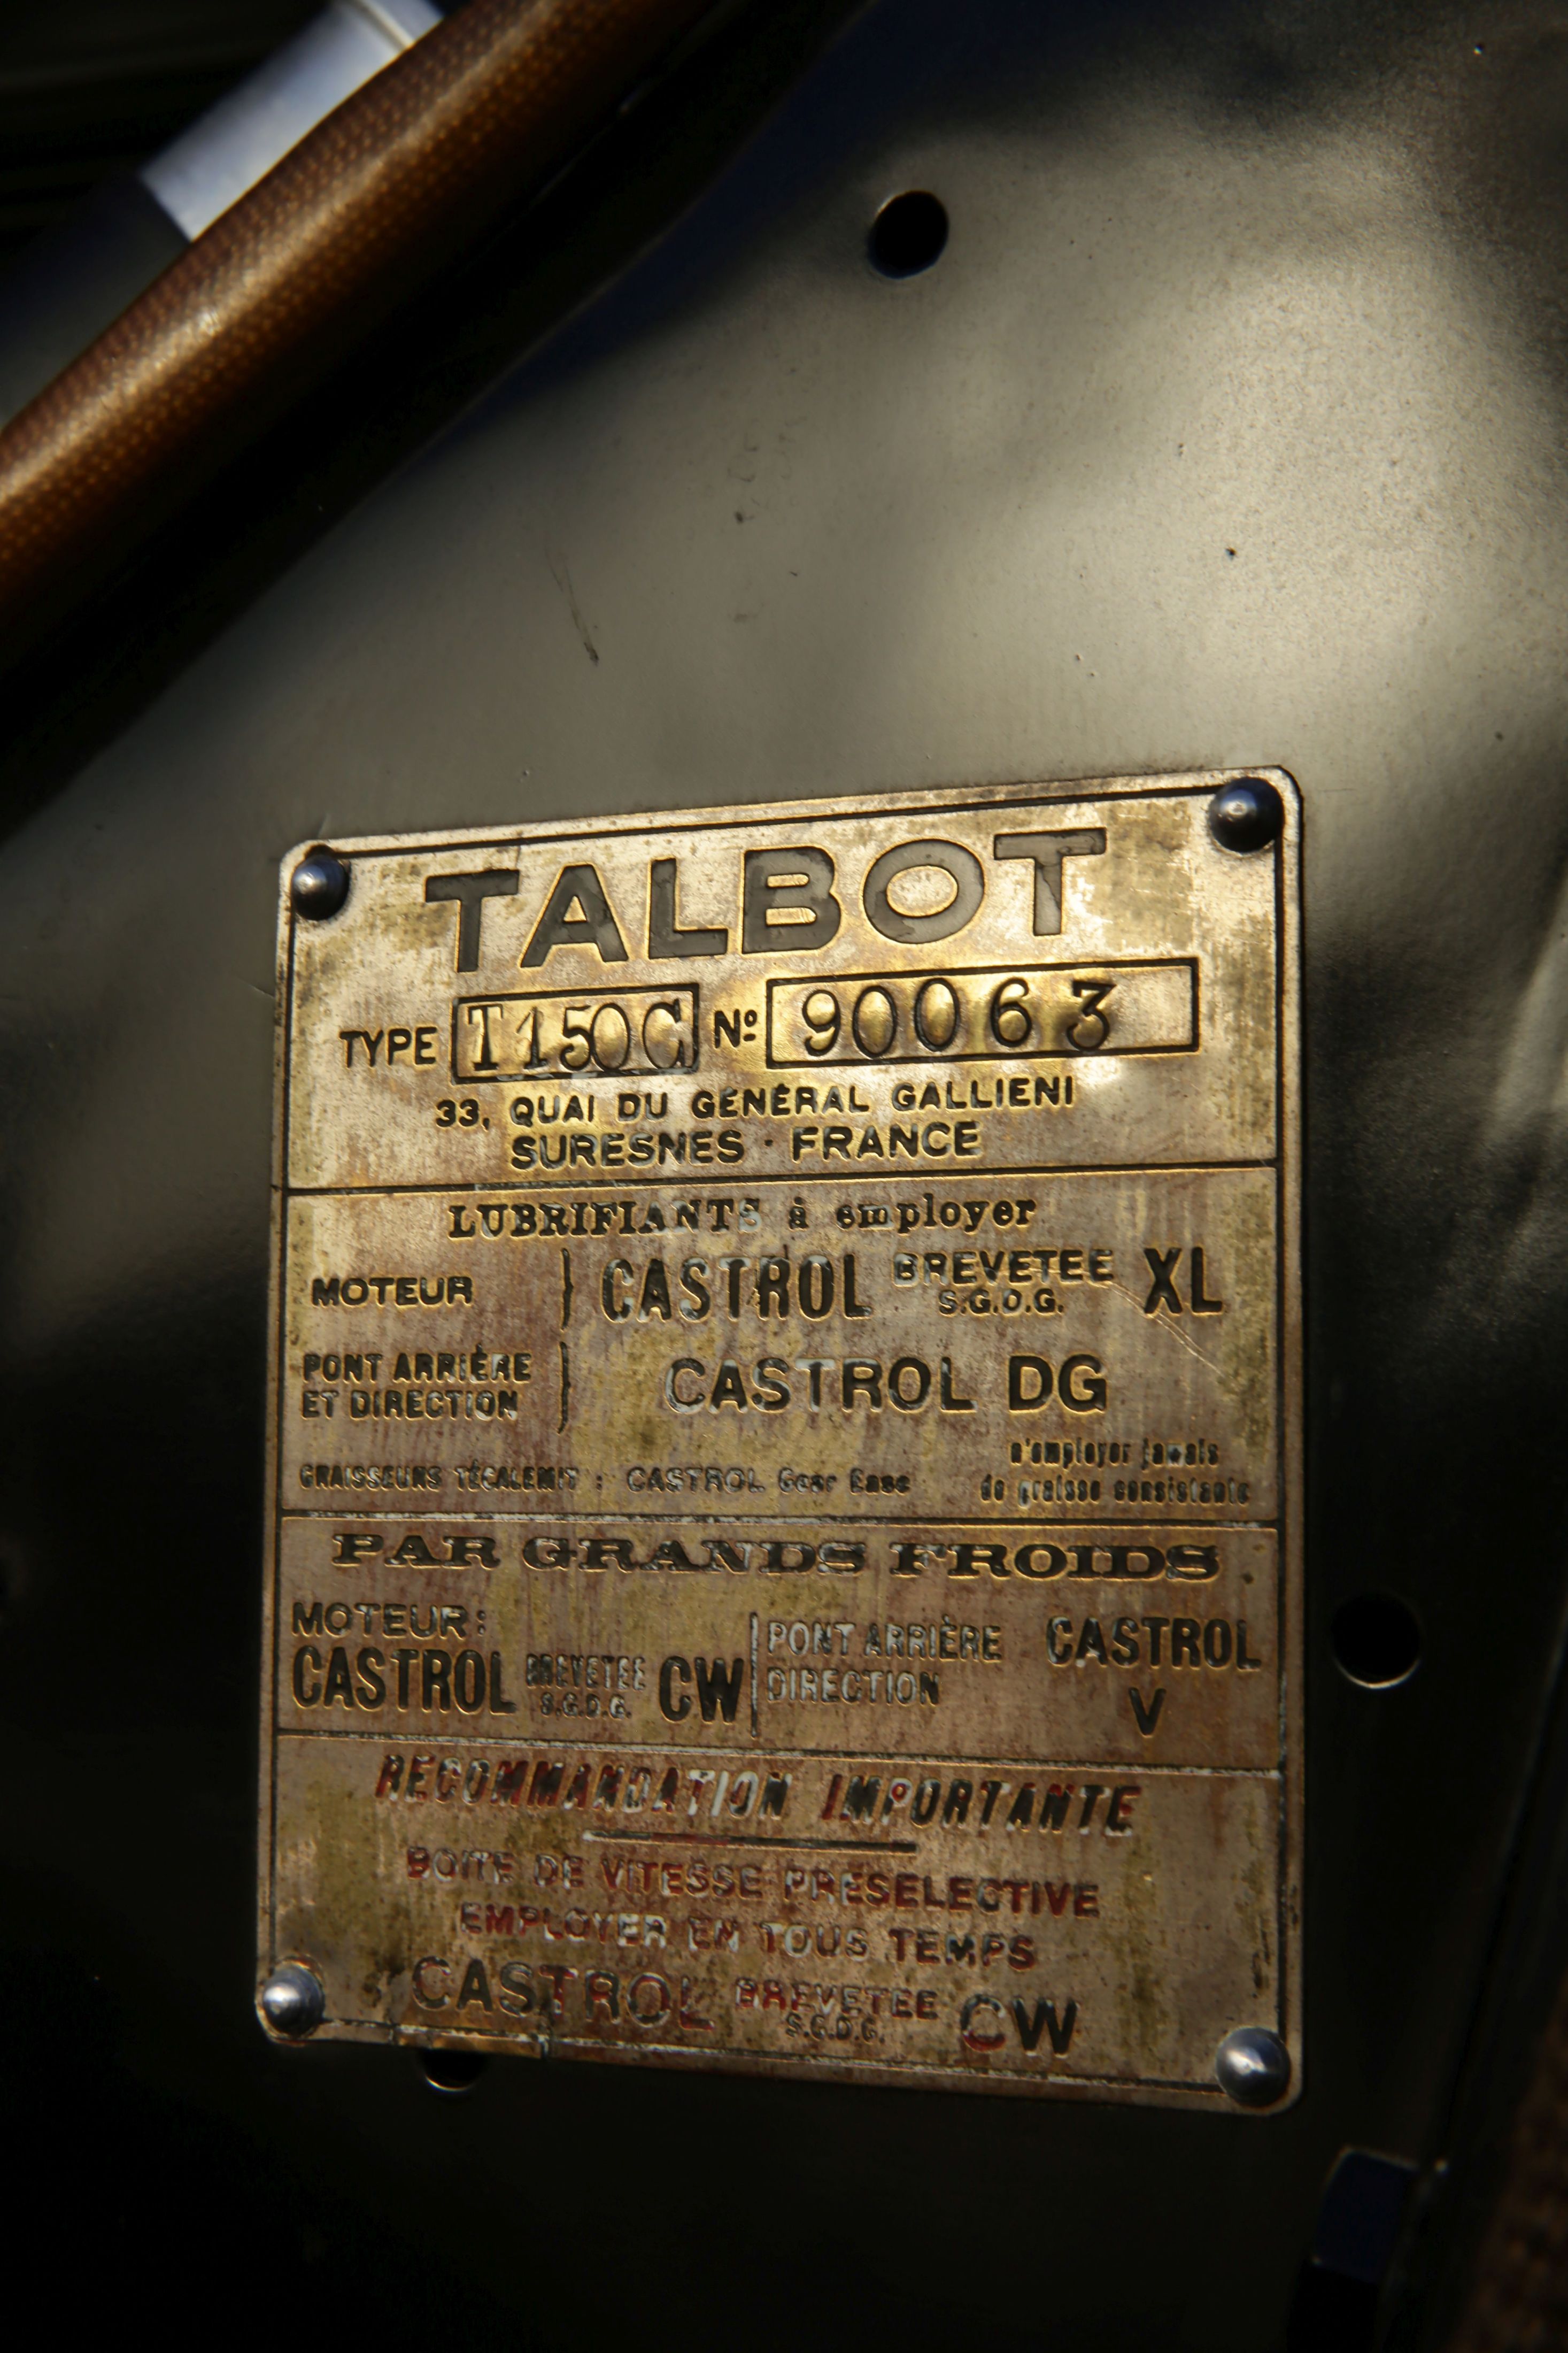 TALBOT
TYPE T150C Nº 90063
33, QUAI DU GÉNÉRAL GALLIENI
SURESNES · FRANCE
LUBRIFIANTS à employer
MOTEUR } CASTROL BREVETEE S.G.D.G. XL
PONT ARRIÈRE
ET DIRECTION } CASTROL DG
GRAISSEURS TÉCALEMIT : CASTROL Gear Ease
n'employer jamais
de graisse consistante
PAR GRANDS FROIDS
MOTEUR:
CASTROL BREVETEE S.G.D.G. CW
PONT ARRIÈRE
DIRECTION
CASTROL
V
RECOMMANDATION IMPORTANTE
BOITE DE VITESSE PRESELECTIVE
EMPLOYER EN TOUS TEMPS
CASTROL BREVETEE S.G.D.G. CW